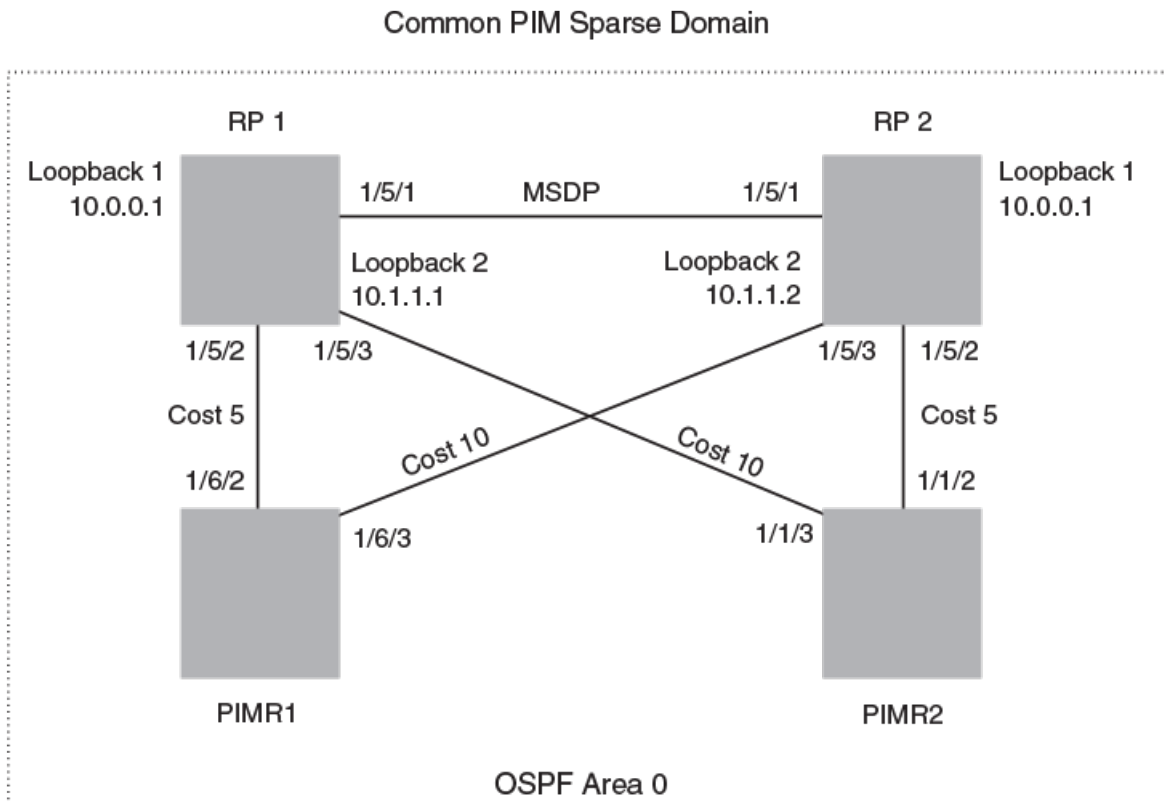 Common PIM Sparse Domain
RP 1
RP 2
Loopback 1
10.0.0.1
1/5/1
MSDP
1/5/1
Loopback 1
10.0.0.1
Loopback 2
10.1.1.1
Loopback 2
10.1.1.2
1/5/2
1/5/3
1/5/3
1/5/2
Cost 5
Cost 10
Cost 10
Cost 5
1/6/2
1/1/2
1/6/3
1/1/3
PIMR1
PIMR2
OSPF Area 0